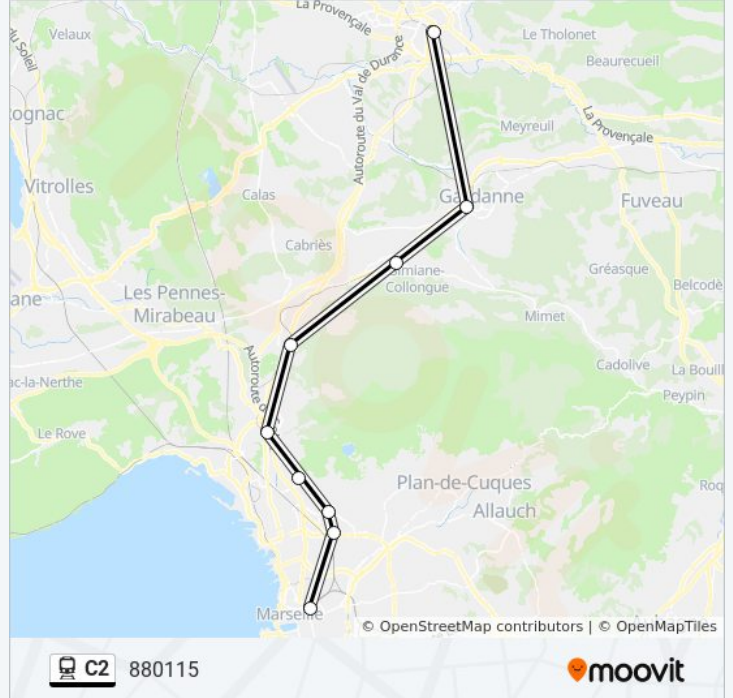 La Provençale
Velaux
Le Tholonet
du Soleil
Beaurecueil
Autoroute du Val de Durance
ognac
La Provençale
Meyreuil
Vitrolles
Calas
Gardanne
Fuveau
Cabriès
Simiane-
Collongue
Gréasque
ane
Les Pennes-
Mirabeau
Belcodè
Mimet
Autoroute
Cadolive
La Bouill
ac-la-Nerthe
Peypin
Le Rove
Plan-de-Cuques
Roq
Allauch
Marseille
© OpenStreetMap contributors | © OpenMapTiles
C2 880115
moovit